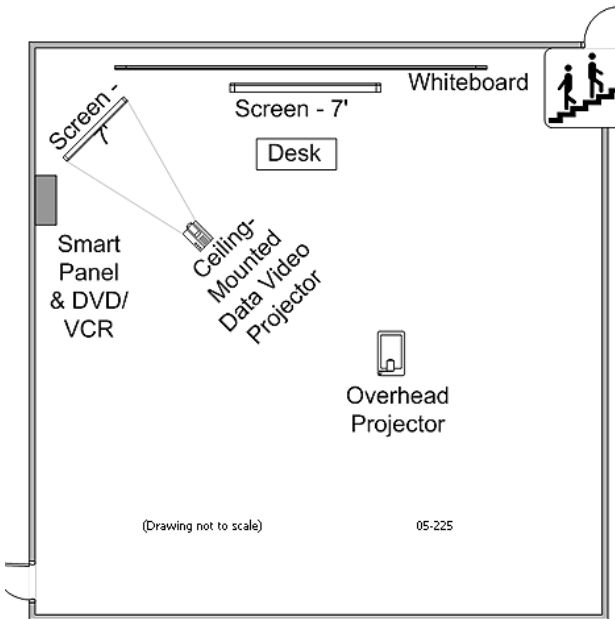 Whiteboard
Screen - 7'
Screen -
7'
Desk
Smart
Panel
& DVD/
VCR
Ceiling-
Mounted
Data Video
Projector
Overhead
Projector
(Drawing not to scale)
05-225